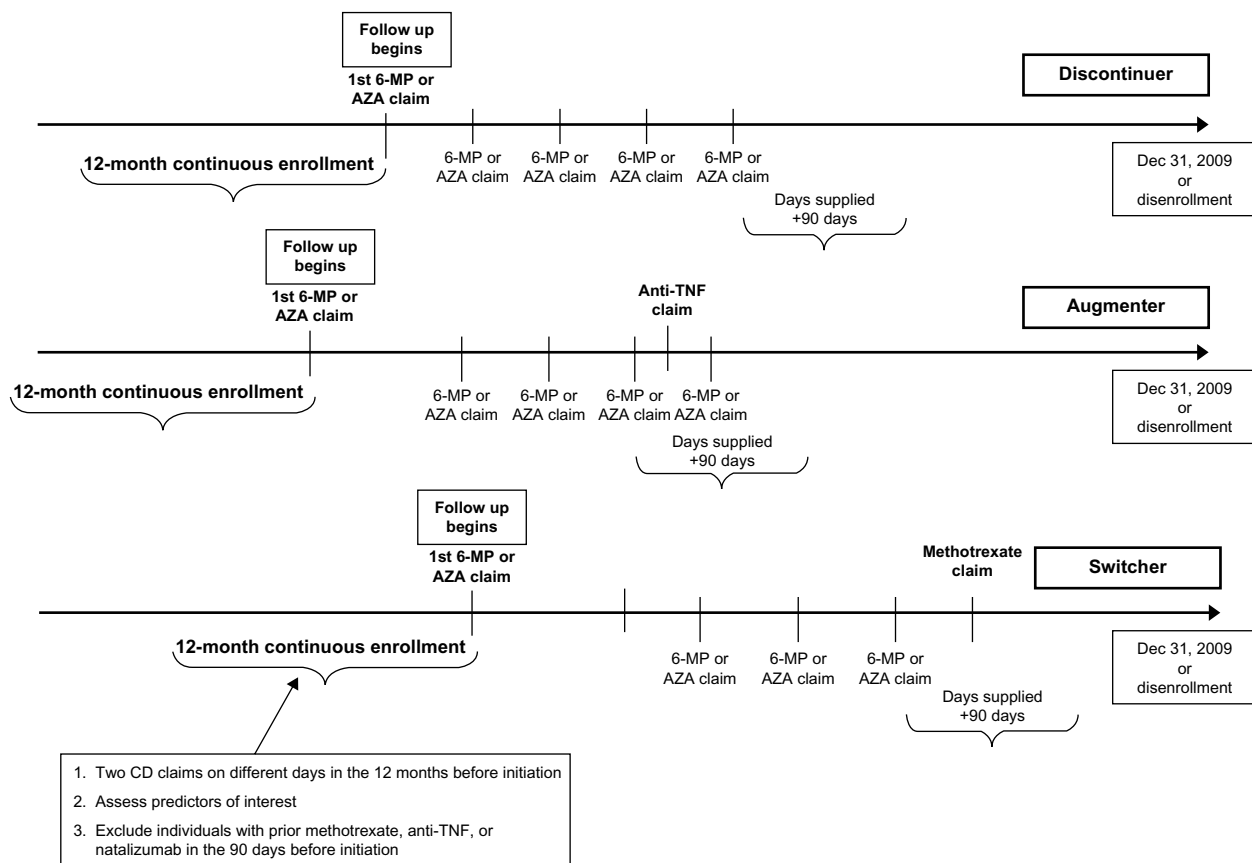 Follow up
begins
1st 6-MP or
AZA claim
Discontinuer
12-month continuous enrollment
6-MP or
AZA claim
6-MP or
AZA claim
6-MP or
AZA claim
6-MP or
AZA claim
Days supplied
+90 days
Dec 31, 2009
or
disenrollment
Follow up
begins
1st 6-MP or
AZA claim
Anti-TNF
claim
Augmenter
12-month continuous enrollment
6-MP or
AZA claim
6-MP or
AZA claim
6-MP or
AZA claim
6-MP or
AZA claim
Days supplied
+90 days
Dec 31, 2009
or
disenrollment
Follow up
begins
1st 6-MP or
AZA claim
Methotrexate
claim
Switcher
12-month continuous enrollment
6-MP or
AZA claim
6-MP or
AZA claim
6-MP or
AZA claim
Days supplied
+90 days
Dec 31, 2009
or
disenrollment
1. Two CD claims on different days in the 12 months before initiation
2. Assess predictors of interest
3. Exclude individuals with prior methotrexate, anti-TNF, or
natalizumab in the 90 days before initiation